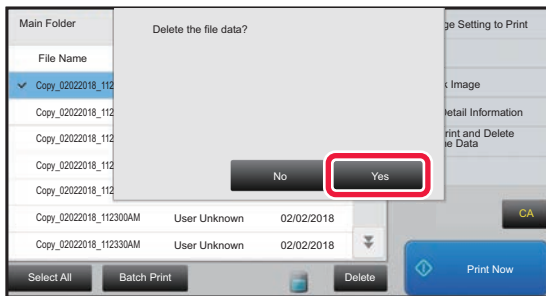 Main Folder
Delete the file data?
ge Setting to Print
File Name
Copy_02022018_112
Image
Copy_02022018_112
etail Information
Copy_02022018_112
rint and Delete
e Data
Copy_02022018_112
No
Yes
Copy_02022018_112
Copy_02022018_112300AM User Unknown 02/02/2018
CA
Copy_02022018_112330AM User Unknown 02/02/2018
Select All
Batch Print
Delete
Print Now